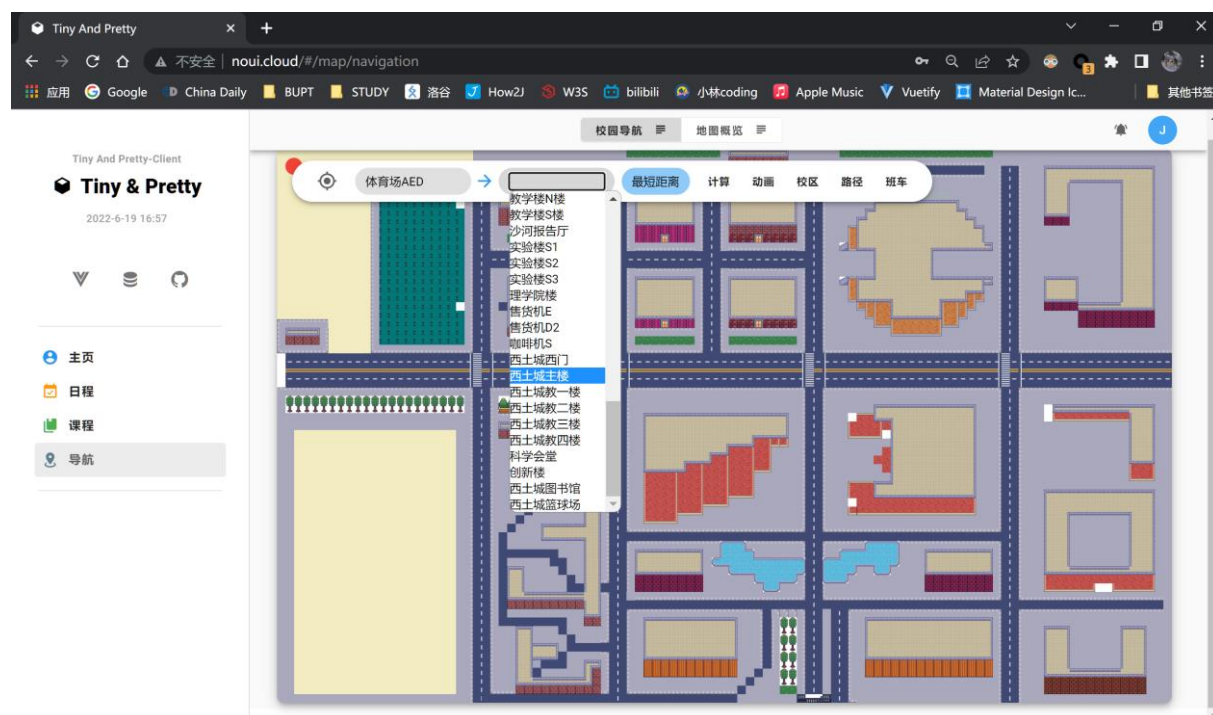 Tiny And Pretty
不安全 noui.cloud/#/map/navigation
3
应用 Google China Daily BUPT STUDY 洛谷 How2J W3S bilibili 小林coding Apple Music Vuetify Material Design Ic... 其他书签
校园导航 地图概览 J
Tiny And Pretty-Client
Tiny & Pretty
2022-6-19 16:57
主页
日程
课程
导航
体育场AED 最短距离 计算 动画 校区 路径 班车
教学楼N楼
教学楼S楼
沙河报告厅
实验楼S1
实验楼S2
实验楼S3
理学院楼
售货机E
售货机D2
咖啡机S
西土城西门
西土城主楼
西土城教一楼
西土城教二楼
西土城教三楼
西土城教四楼
科学会堂
创新楼
西土城图书馆
西土城篮球场